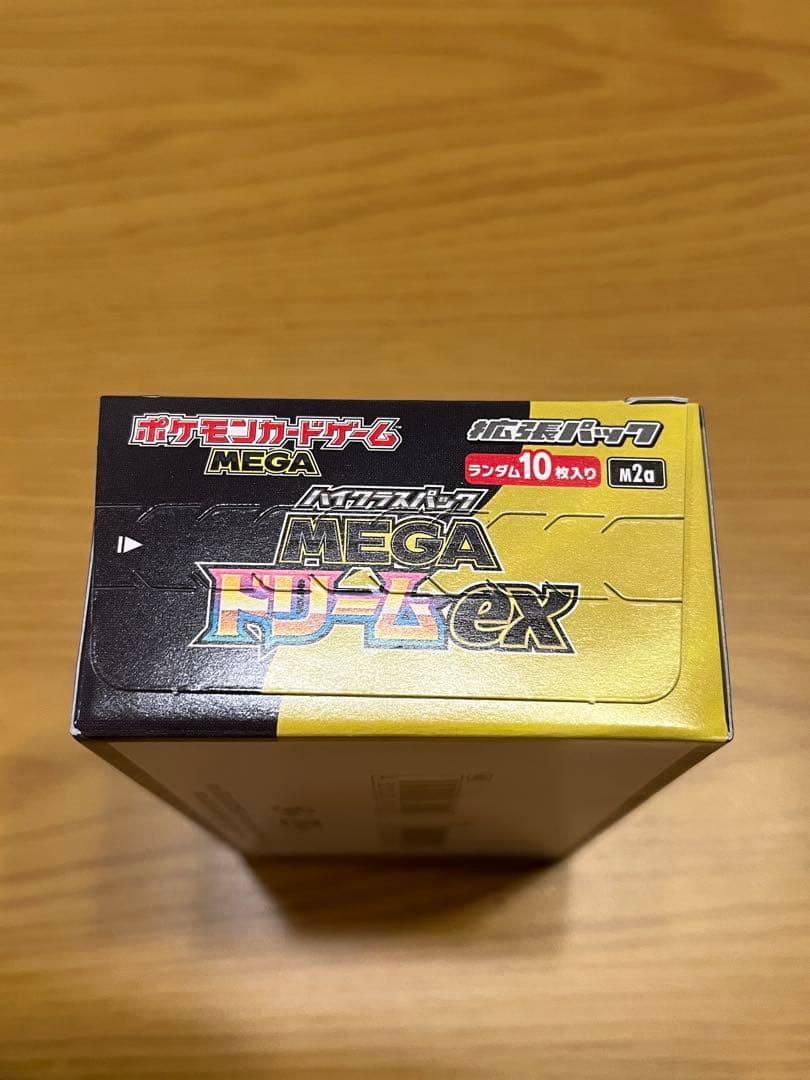 ポケモンカードゲーム
MEGA
拡張パック
ランダム10枚入り
M2a
ハイクラスパック
MEGA
ドリームex